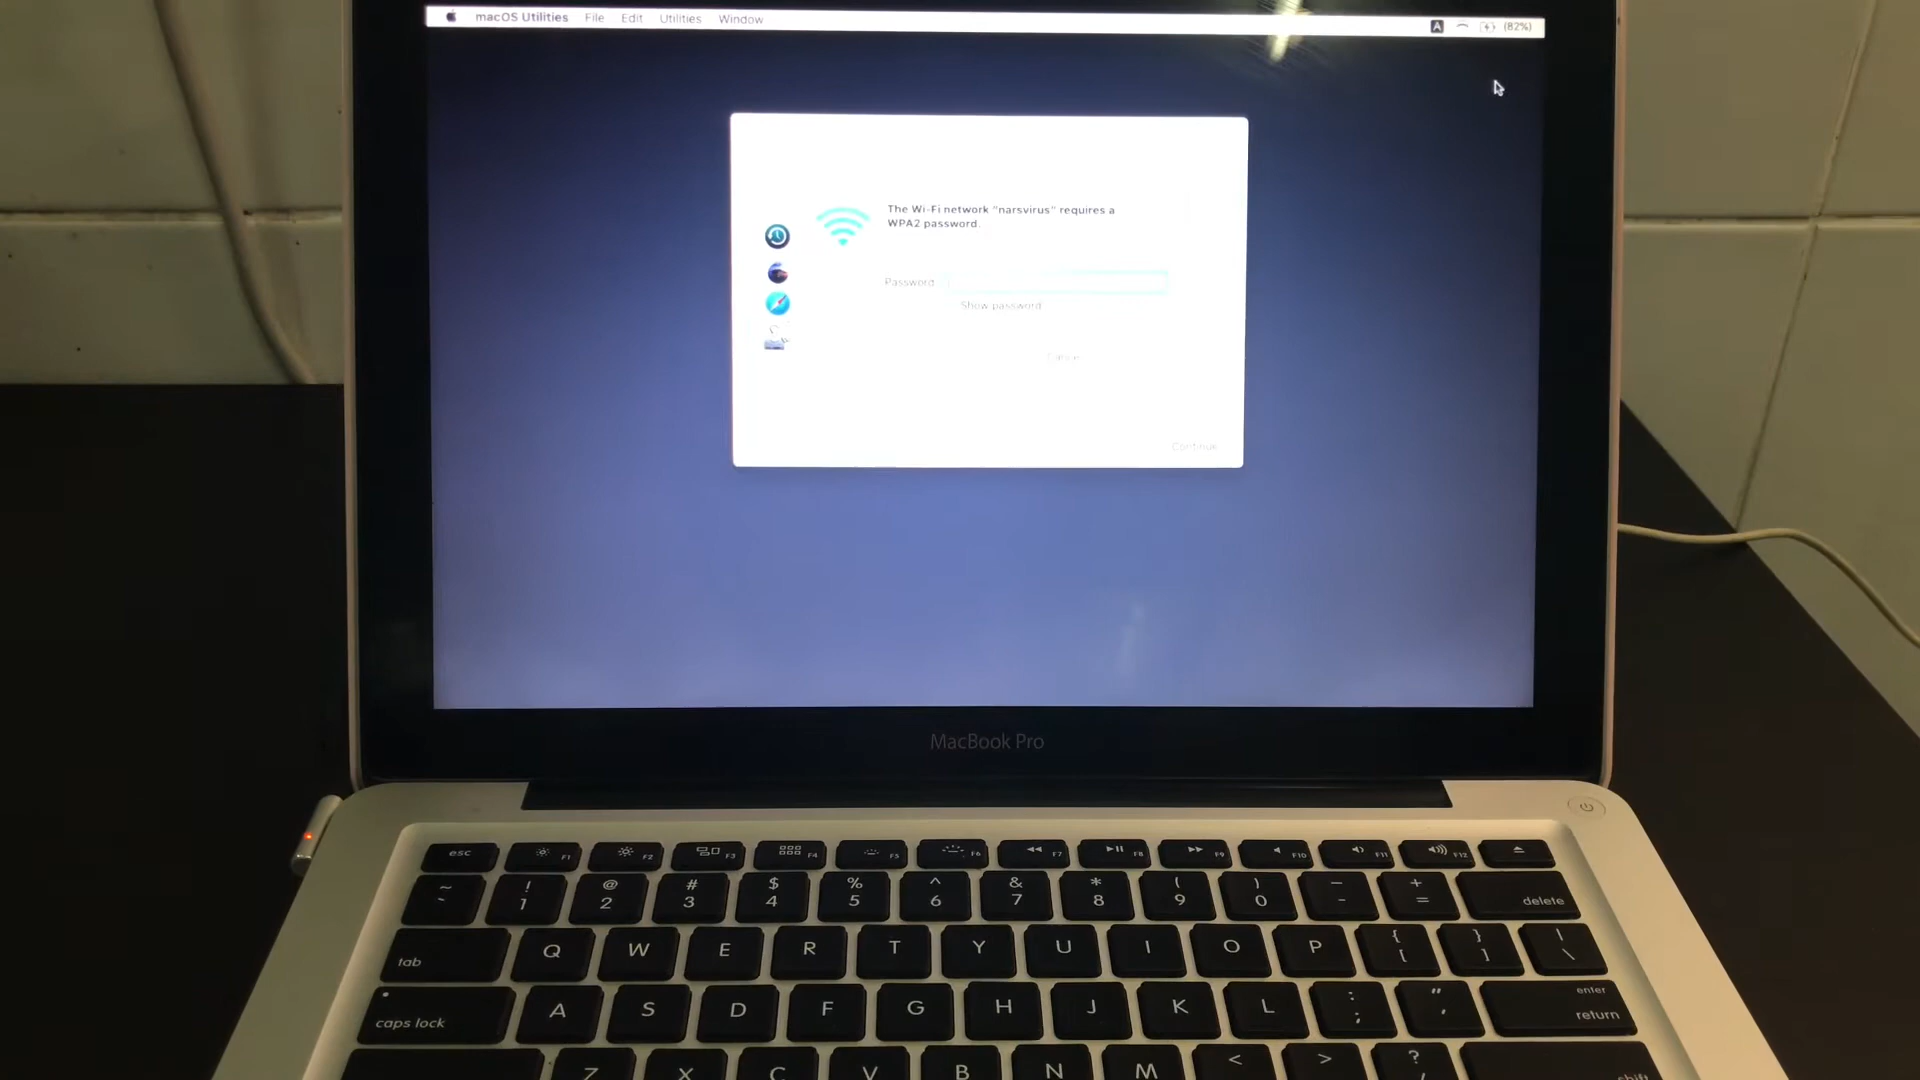 macOS Utilities File Edit Utilities Window
A (82%)
The Wi-Fi network "narsvirus" requires a
WPA2 password.
Password
Show password
Continue
MacBook Pro
esc F1 F2 F3 F4 F5 F6 F7 F8 F9 F10 F11 F12
~ ! @ # $ % ^ & * ( ) _ +
` 1 2 3 4 5 6 7 8 9 0 - = delete
tab Q W E R T Y U I O P { [ } ] | \
caps lock A S D F G H J K L : ; " ' enter return
Z X C V B N M < > ? shift